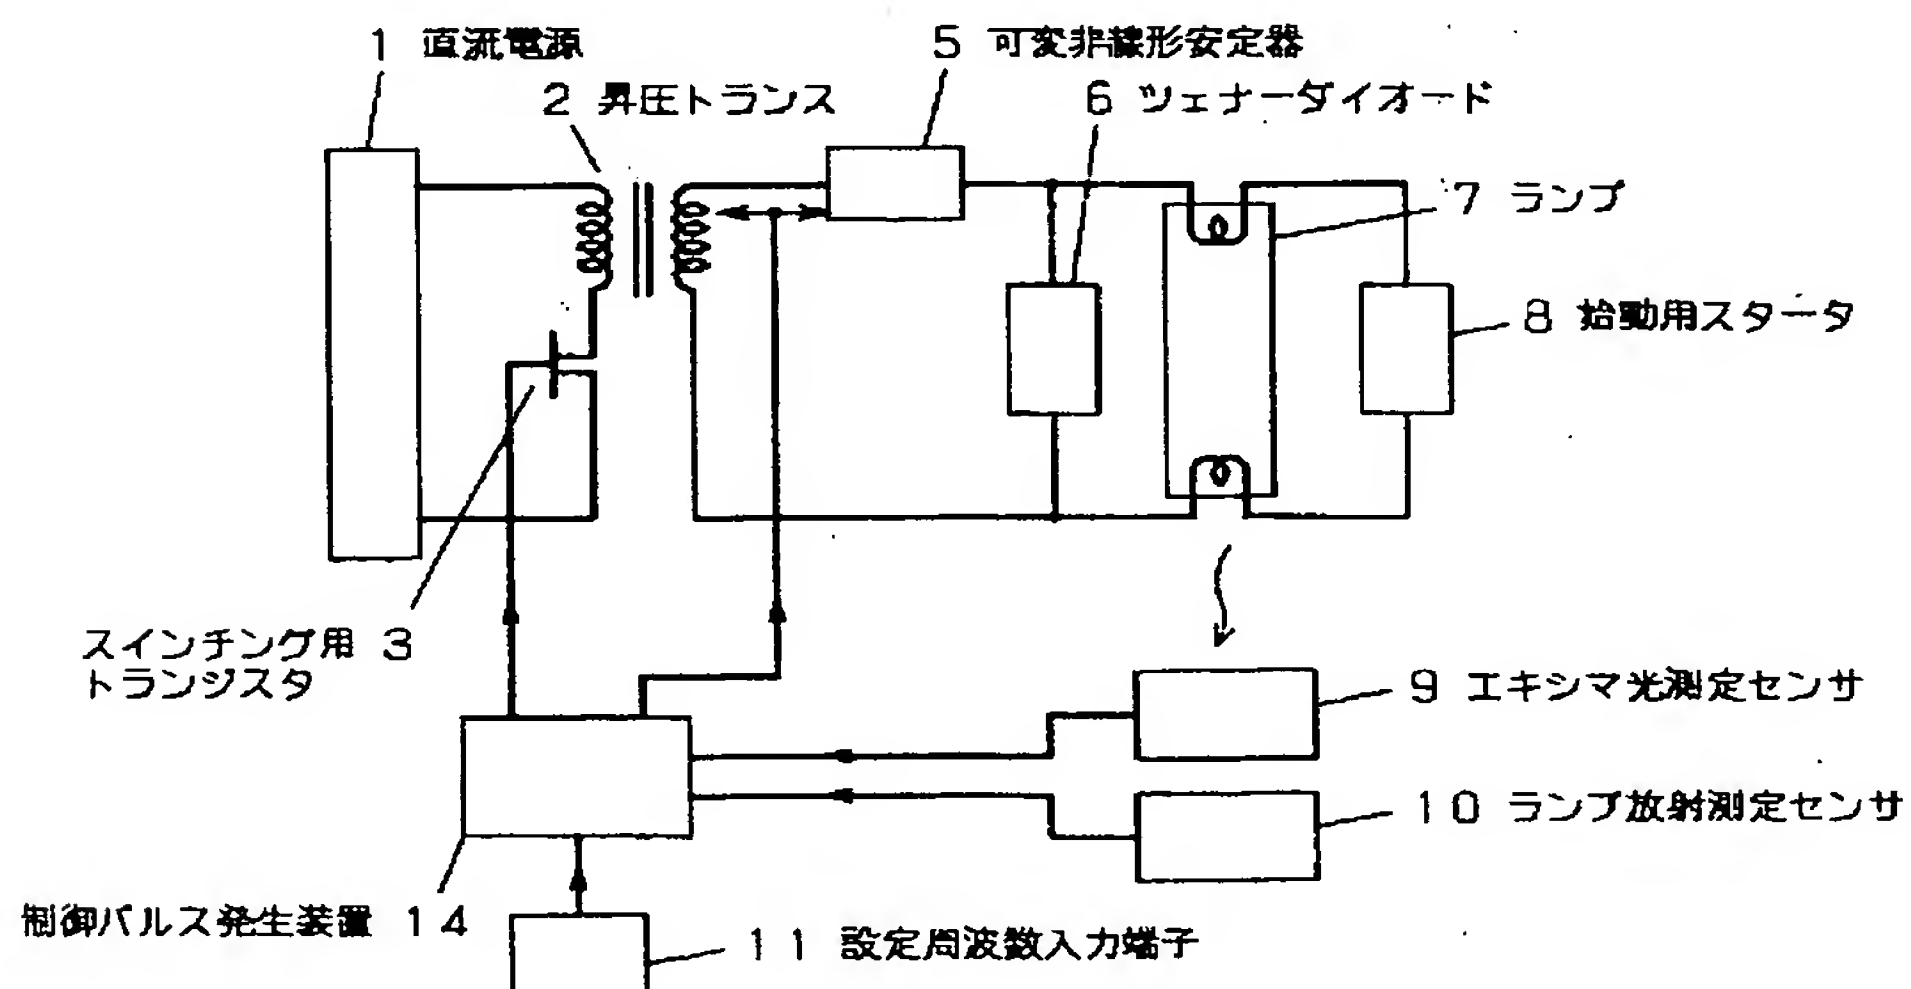 1 直流電源
5 可変非線形安定器
2 昇圧トランス
6 ツェナーダイオード
7 ランプ
8 始動用スタータ
スインチング用 3
トランジスタ
9 エキシマ光測定センサ
10 ランプ放射測定センサ
制御パルス発生装置 14
11 設定周波数入力端子